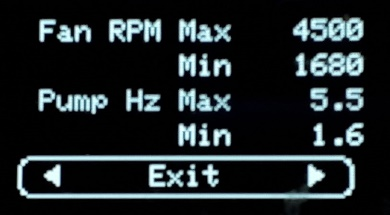 Fan RPM Max 4500
Min 1680
Pump Hz Max 5.5
Min 1.6
◀ Exit ▶